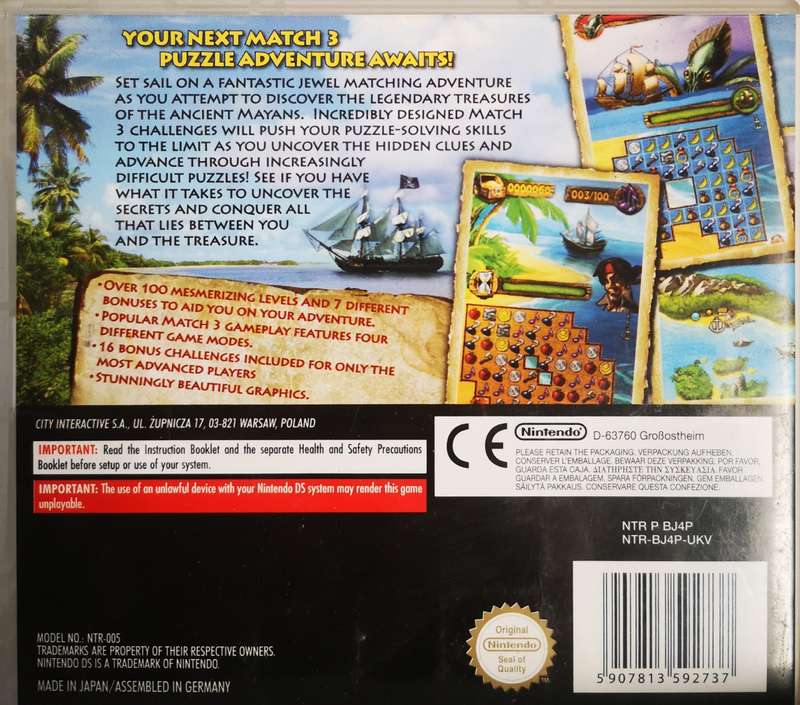 YOUR NEXT MATCH 3
PUZZLE ADVENTURE AWAITS!
SET SAIL ON A FANTASTIC JEWEL MATCHING ADVENTURE
AS YOU ATTEMPT TO DISCOVER THE LEGENDARY TREASURES
OF THE ANCIENT MAYANS. INCREDIBLY DESIGNED MATCH
3 CHALLENGES WILL PUSH YOUR PUZZLE-SOLVING SKILLS
TO THE LIMIT AS YOU UNCOVER THE HIDDEN CLUES AND
ADVANCE THROUGH INCREASINGLY
DIFFICULT PUZZLES! SEE IF YOU HAVE
WHAT IT TAKES TO UNCOVER THE
SECRETS AND CONQUER ALL
THAT LIES BETWEEN YOU
AND THE TREASURE.
0000060
003/100
• OVER 100 MESMERIZING LEVELS AND 7 DIFFERENT
BONUSES TO AID YOU ON YOUR ADVENTURE.
• POPULAR MATCH 3 GAMEPLAY FEATURES FOUR
DIFFERENT GAME MODES.
• 16 BONUS CHALLENGES INCLUDED FOR ONLY THE
MOST ADVANCED PLAYERS
• STUNNINGLY BEAUTIFUL GRAPHICS.
CITY INTERACTIVE S.A., UL. ŻUPNICZA 17, 03-821 WARSAW, POLAND
IMPORTANT: Read the Instruction Booklet and the separate Health and Safety Precautions
Booklet before setup or use of your system.
IMPORTANT: The use of an unlawful device with your Nintendo DS system may render this game
unplayable.
CE
Nintendo D-63760 Großostheim
PLEASE RETAIN THE PACKAGING. VERPACKUNG AUFHEBEN.
CONSERVER L'EMBALLAGE. BEWAAR DEZE VERPAKKING. POR FAVOR,
GUARDA ESTA CAJA. ΔΙΑΤΗΡΗΣΤΕ ΤΗΝ ΣΥΣΚΕΥΑΣΙΑ. FAVOR
GUARDAR A EMBALAGEM. SPARA FÖRPACKNINGEN. GEM EMBALLAGEN.
SÄILYTÄ PAKKAUS. CONSERVARE QUESTA CONFEZIONE.
NTR P BJ4P
NTR-BJ4P-UKV
MODEL NO.: NTR-005
TRADEMARKS ARE PROPERTY OF THEIR RESPECTIVE OWNERS.
NINTENDO DS IS A TRADEMARK OF NINTENDO.
MADE IN JAPAN/ASSEMBLED IN GERMANY
Original
Nintendo
Seal of
Quality
TM
5 907813 592737